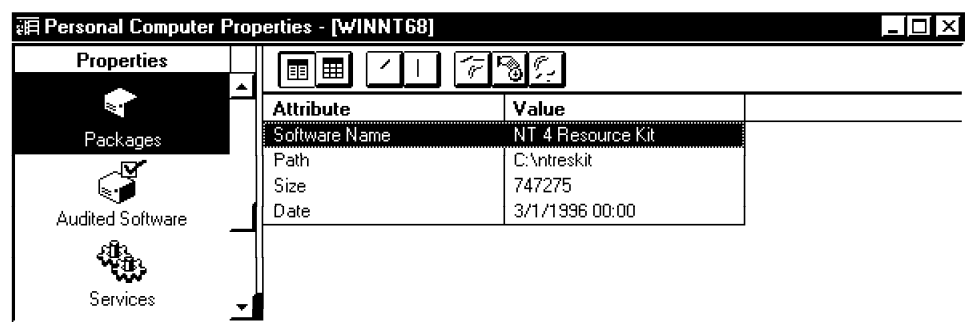 Personal Computer Properties - [WINNT68]
Properties
Packages
Audited Software
Services
Attribute Value
Software Name NT 4 Resource Kit
Path C:\ntreskit
Size 747275
Date 3/1/1996 00:00